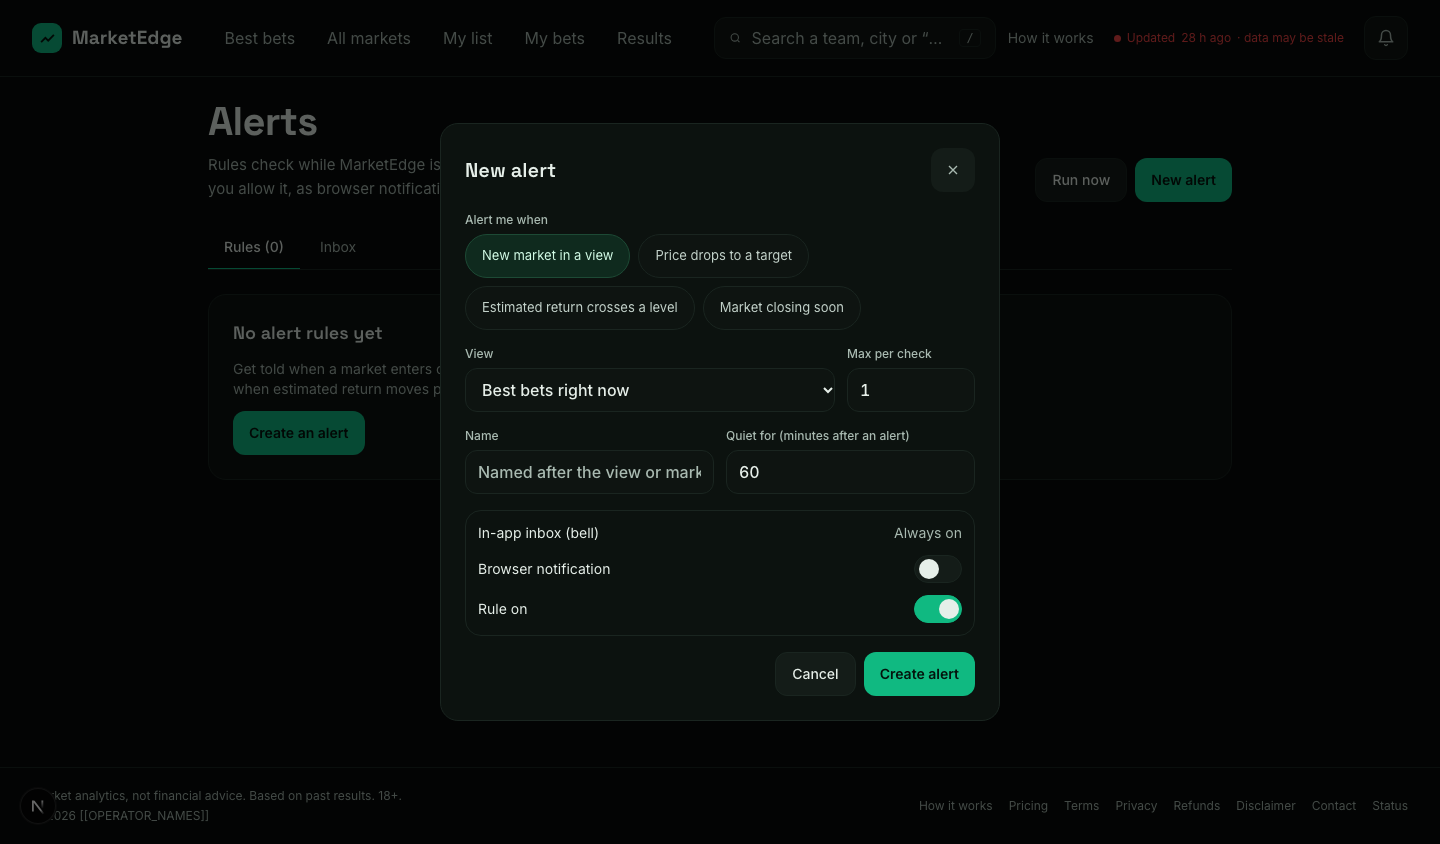 MarketEdge
Best bets
All markets
My list
My bets
Results
Search a team, city or “...
/
How it works
Updated 28 h ago · data may be stale
Alerts
Rules check while MarketEdge is
you allow it, as browser notificati
Run now
New alert
Rules (0)
Inbox
No alert rules yet
Get told when a market enters
when estimated return moves
Create an alert
New alert
×
Alert me when
New market in a view
Price drops to a target
Estimated return crosses a level
Market closing soon
View
Max per check
Best bets right now
1
Name
Quiet for (minutes after an alert)
Named after the view or mark
60
In-app inbox (bell)
Always on
Browser notification
Rule on
Cancel
Create alert
N
rket analytics, not financial advice. Based on past results. 18+.
2026 [[OPERATOR_NAMES]]
How it works
Pricing
Terms
Privacy
Refunds
Disclaimer
Contact
Status